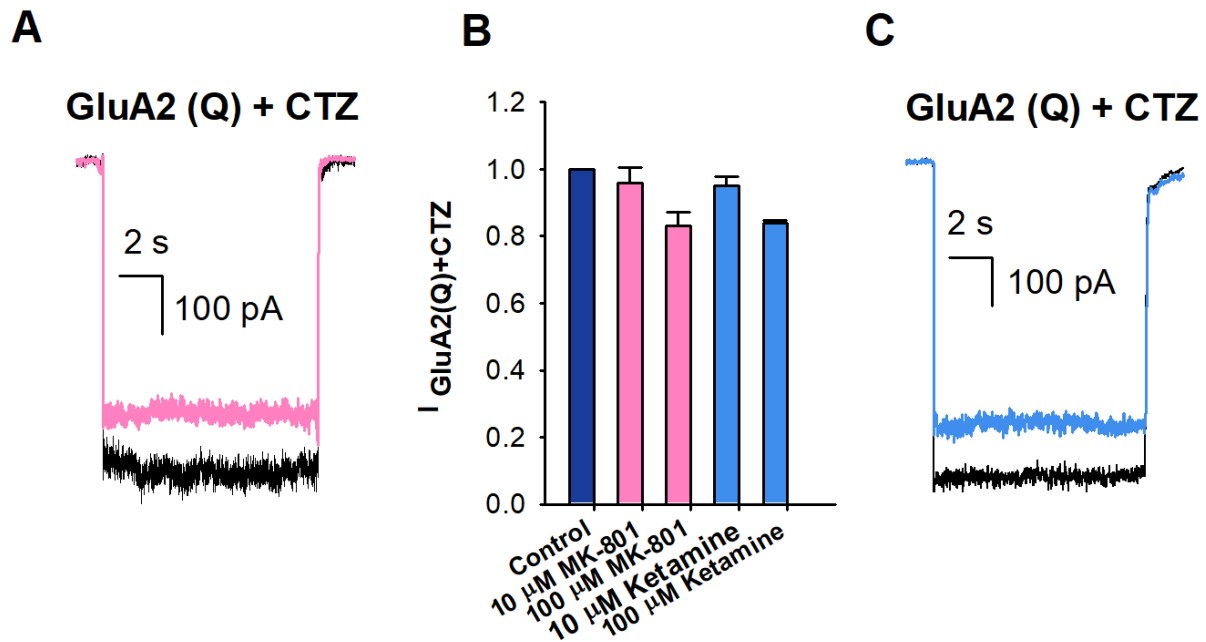 A
GluA2 (Q) + CTZ
2 s
100 pA
B
I GluA2(Q)+CTZ
1.2
1.0
0.8
0.6
0.4
0.2
0.0
Control
10 μM MK-801
100 μM MK-801
10 μM Ketamine
100 μM Ketamine
C
GluA2 (Q) + CTZ
2 s
100 pA